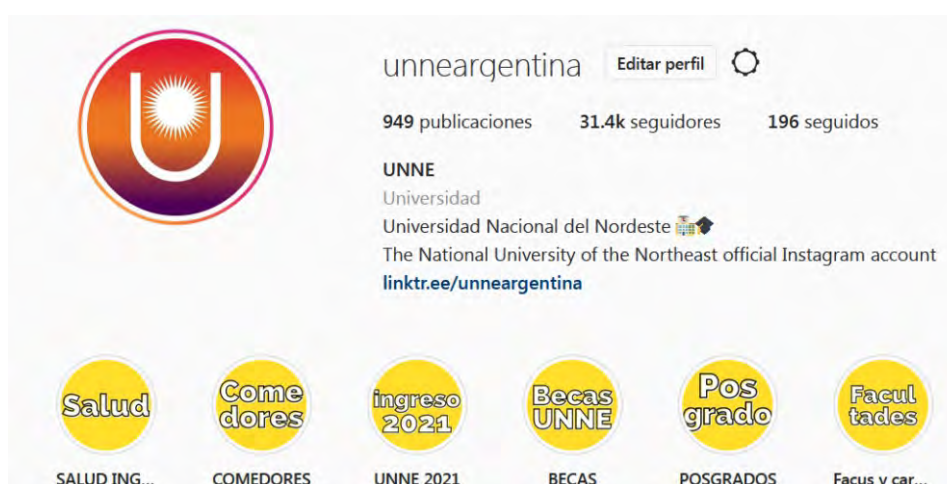 unneargentina Editar perfil
949 publicaciones 31.4k seguidores 196 seguidos
UNNE
Universidad
Universidad Nacional del Nordeste
The National University of the Northeast official Instagram account
linktr.ee/unneargentina
Salud
Come
dores
ingreso
2021
Becas
UNNE
Pos
grado
Facul
tades
SALUD ING... COMEDORES UNNE 2021 BECAS POSGRADOS Facus y car...